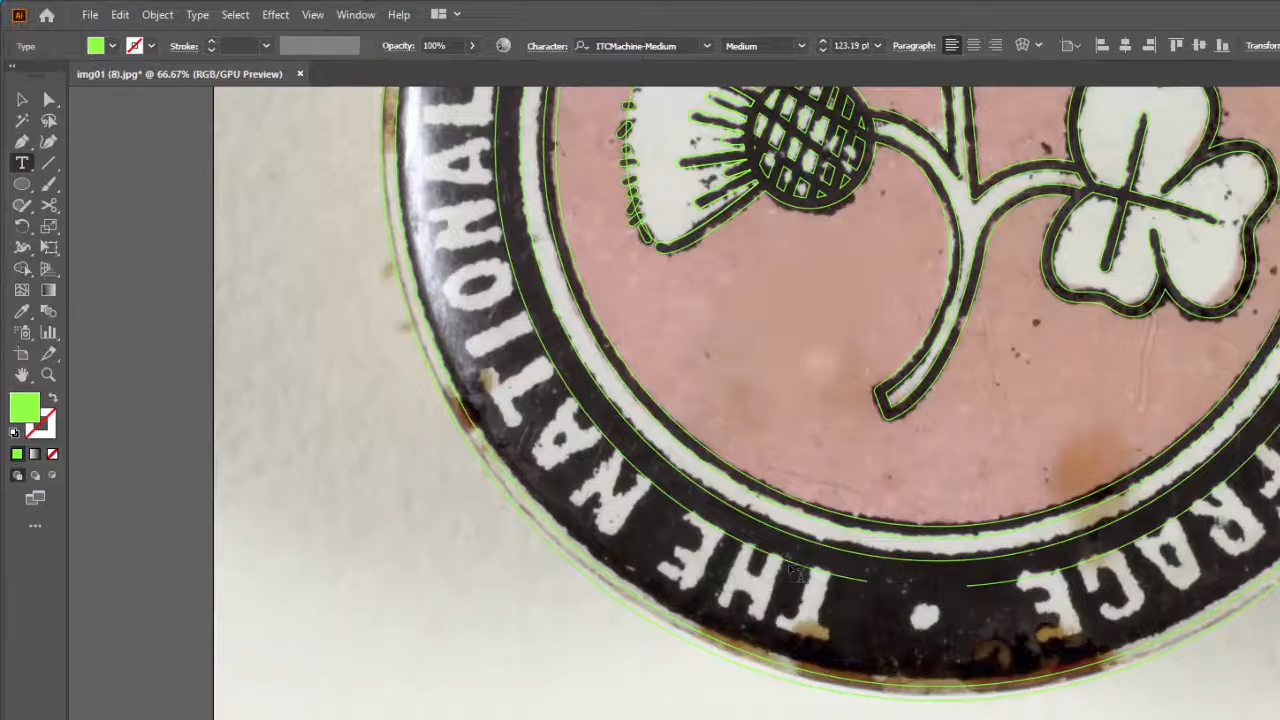 File Edit Object Type Select Effect View Window Help
Type Stroke: Opacity: 100% Character: ITCMachine-Medium Medium 123.19 pt Paragraph: Transform
img01 (8).jpg* @ 66.67% (RGB/GPU Preview) ×
THE NATIONAL